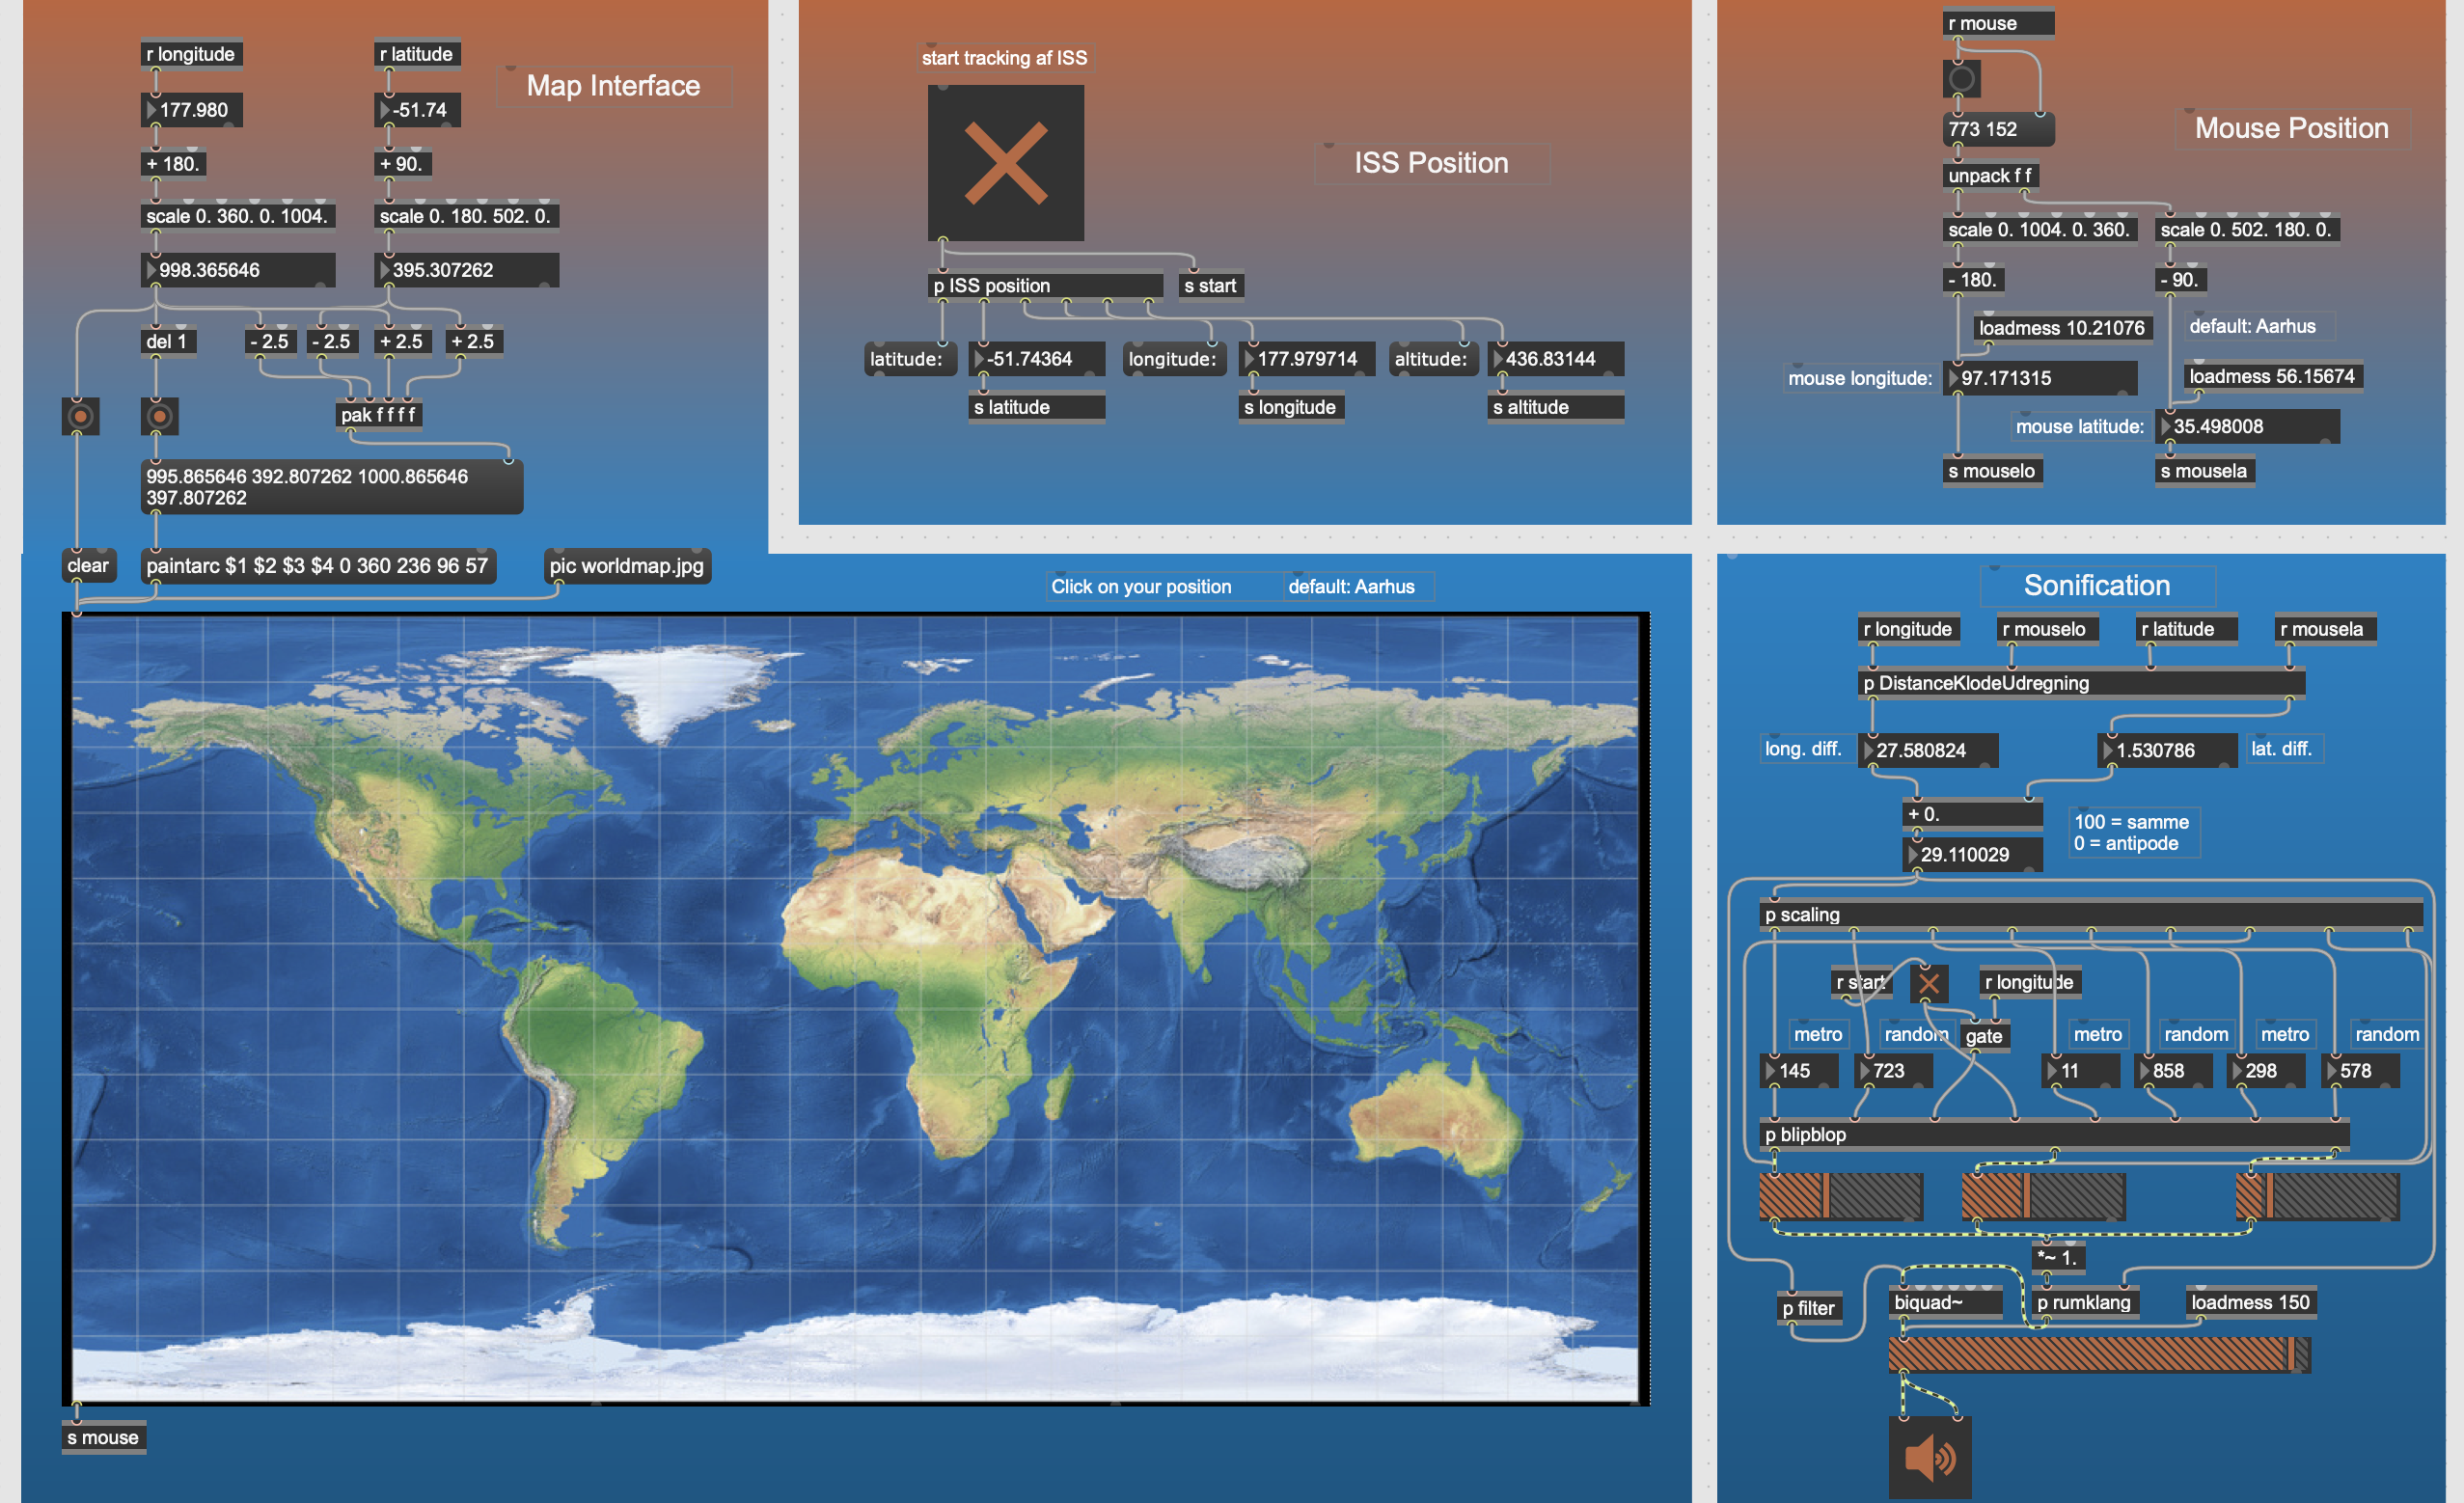 r longitude
r latitude
Map Interface
177.980
-51.74
+ 180.
+ 90.
scale 0. 360. 0. 1004.
scale 0. 180. 502. 0.
998.365646
395.307262
del 1
- 2.5
- 2.5
+ 2.5
+ 2.5
pak f f f f
995.865646 392.807262 1000.865646
397.807262
clear
paintarc $1 $2 $3 $4 0 360 236 96 57
pic worldmap.jpg
start tracking af ISS
ISS Position
p ISS position
s start
latitude:
-51.74364
longitude:
177.979714
altitude:
436.83144
s latitude
s longitude
s altitude
r mouse
773 152
Mouse Position
unpack f f
scale 0. 1004. 0. 360.
scale 0. 502. 180. 0.
- 180.
- 90.
loadmess 10.21076
default: Aarhus
mouse longitude:
97.171315
loadmess 56.15674
mouse latitude:
35.498008
s mouselo
s mousela
Click on your position
default: Aarhus
s mouse
Sonification
r longitude
r mouselo
r latitude
r mousela
p DistanceKlodeUdregning
long. diff.
27.580824
1.530786
lat. diff.
+ 0.
100 = samme
0 = antipode
29.110029
p scaling
r start
r longitude
metro
random
gate
metro
random
metro
random
145
723
11
858
298
578
p blipblop
*~ 1.
p filter
biquad~
p rumklang
loadmess 150